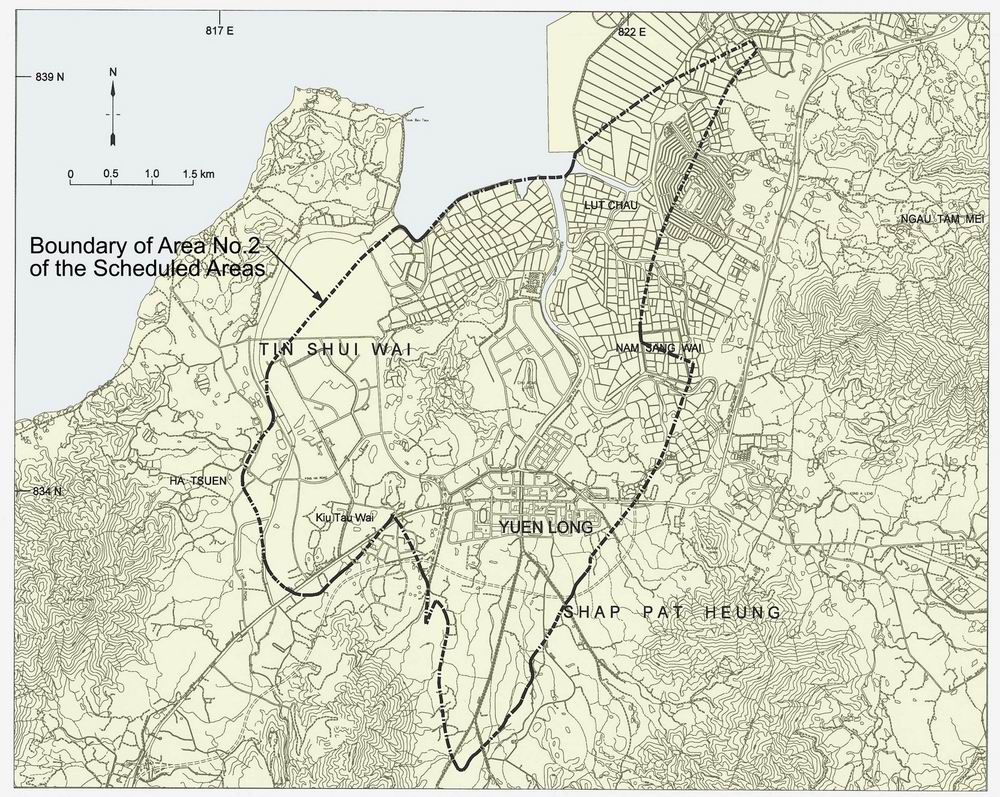 817 E
822 E
839 N
N
0 0.5 1.0 1.5 km
LUT CHAU
NGAU TAM MEI
Boundary of Area No.2
of the Scheduled Areas
TIN SHUI WAI
NAM SANG WAI
HA TSUEN
834 N
Kiu Tau Wai
YUEN LONG
SHAP PAT HEUNG